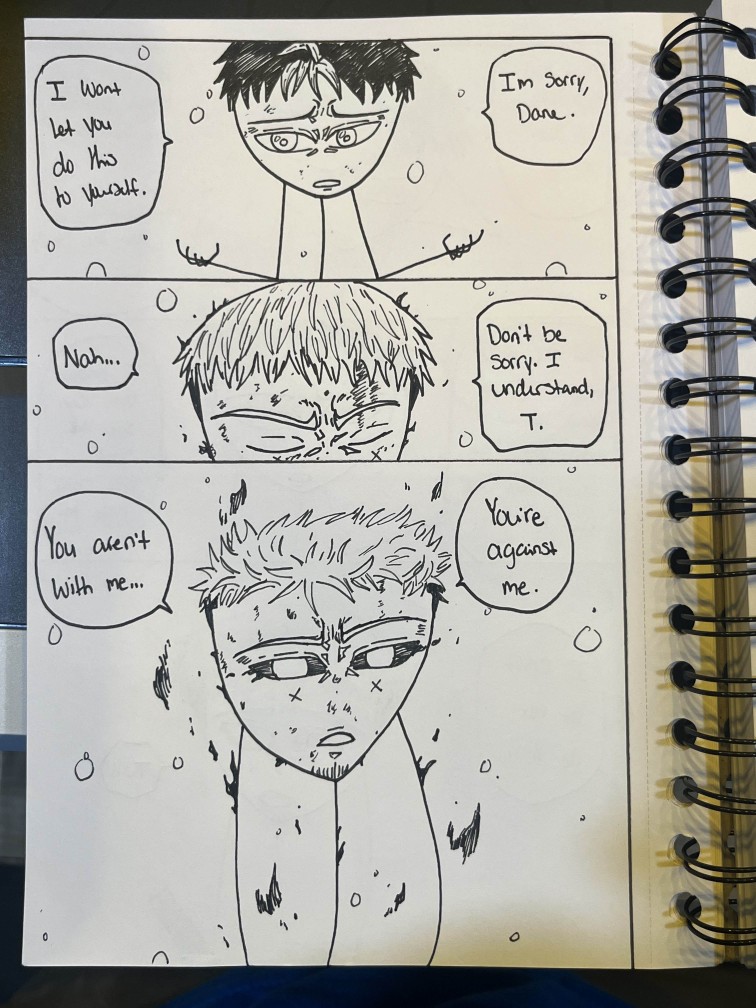 I wont
let you
do this
to yourself.
I'm Sorry,
Dane.
Nah...
Don't be
sorry. I
understand,
T.
You aren't
with me...
You're
against
me.